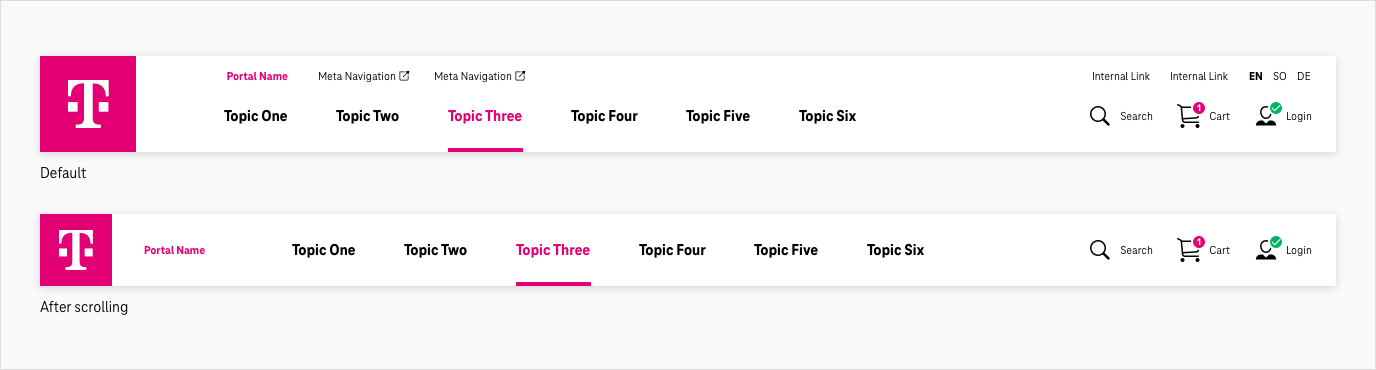 Portal Name Meta Navigation Meta Navigation Internal Link Internal Link EN SO DE
T Topic One Topic Two Topic Three Topic Four Topic Five Topic Six Search 1 Cart Login
Default
T Portal Name Topic One Topic Two Topic Three Topic Four Topic Five Topic Six Search 1 Cart Login
After scrolling